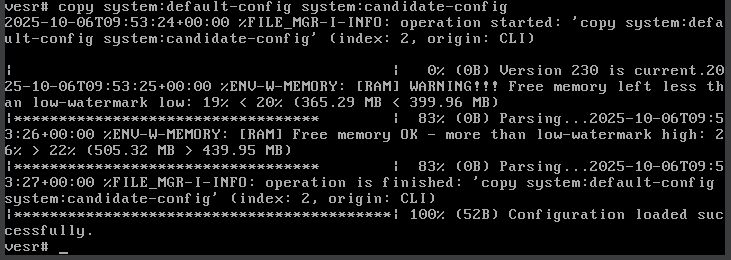 vesr# copy system:default-config system:candidate-config
2025-10-06T09:53:24+00:00 %FILE_MGR-I-INFO: operation started: 'copy system:defa
ult-config system:candidate-config' (index: 2, origin: CLI)
|                                               |   0% (0B) Version 230 is current.20
25-10-06T09:53:25+00:00 %ENV-W-MEMORY: [RAM] WARNING!!! Free memory left less th
an low-watermark low: 19% < 20% (365.29 MB < 399.96 MB)
|**********************************         |  83% (0B) Parsing...2025-10-06T09:5
3:26+00:00 %ENV-W-MEMORY: [RAM] Free memory OK - more than low-watermark high: 2
6% > 22% (505.32 MB > 439.95 MB)
|**********************************         |  83% (0B) Parsing...2025-10-06T09:5
3:27+00:00 %FILE_MGR-I-INFO: operation is finished: 'copy system:default-config
system:candidate-config' (index: 2, origin: CLI)
|******************************************| 100% (52B) Configuration loaded suc
cessfully.
vesr# _